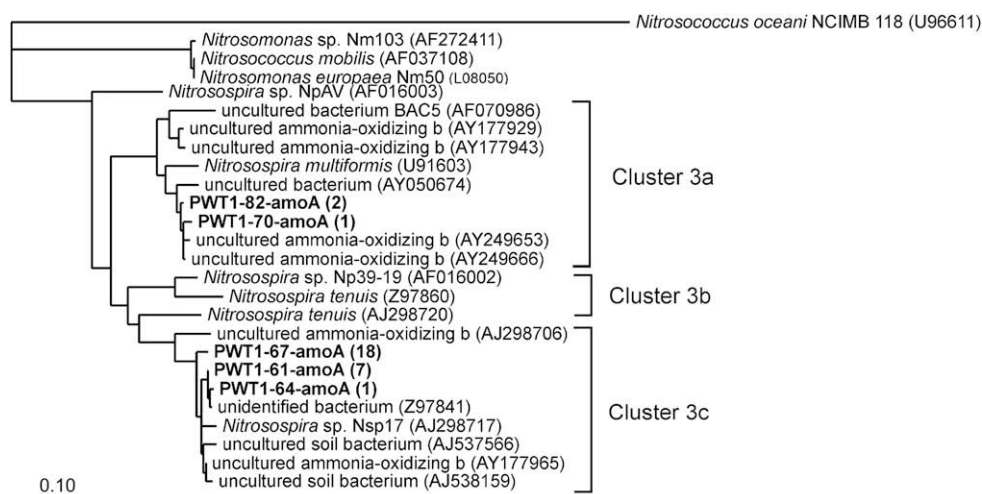 Nitrosococcus oceani NCIMB 118 (U96611)
Nitrosomonas sp. Nm103 (AF272411)
Nitrosococcus mobilis (AF037108)
Nitrosomonas europaea Nm50 (L08050)
Nitrosospira sp. NpAV (AF016003)
uncultured bacterium BAC5 (AF070986)
uncultured ammonia-oxidizing b (AY177929)
uncultured ammonia-oxidizing b (AY177943)
Nitrosospira multiformis (U91603)
uncultured bacterium (AY050674)
PWT1-82-amoA (2)
PWT1-70-amoA (1)
uncultured ammonia-oxidizing b (AY249653)
uncultured ammonia-oxidizing b (AY249666)
Cluster 3a
Nitrosospira sp. Np39-19 (AF016002)
Nitrosospira tenuis (Z97860)
Nitrosospira tenuis (AJ298720)
Cluster 3b
uncultured ammonia-oxidizing b (AJ298706)
PWT1-67-amoA (18)
PWT1-61-amoA (7)
PWT1-64-amoA (1)
unidentified bacterium (Z97841)
Nitrosospira sp. Nsp17 (AJ298717)
uncultured soil bacterium (AJ537566)
uncultured ammonia-oxidizing b (AY177965)
uncultured soil bacterium (AJ538159)
Cluster 3c
0.10